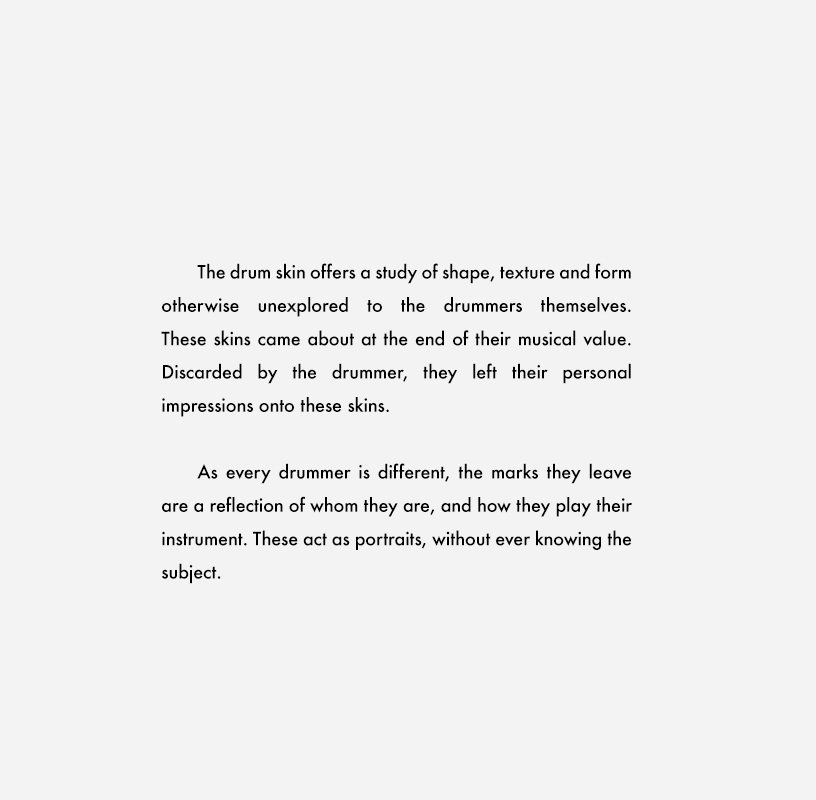 The drum skin offers a study of shape, texture and form
otherwise unexplored to the drummers themselves.
These skins came about at the end of their musical value.
Discarded by the drummer, they left their personal
impressions onto these skins.
As every drummer is different, the marks they leave
are a reflection of whom they are, and how they play their
instrument. These act as portraits, without ever knowing the
subject.